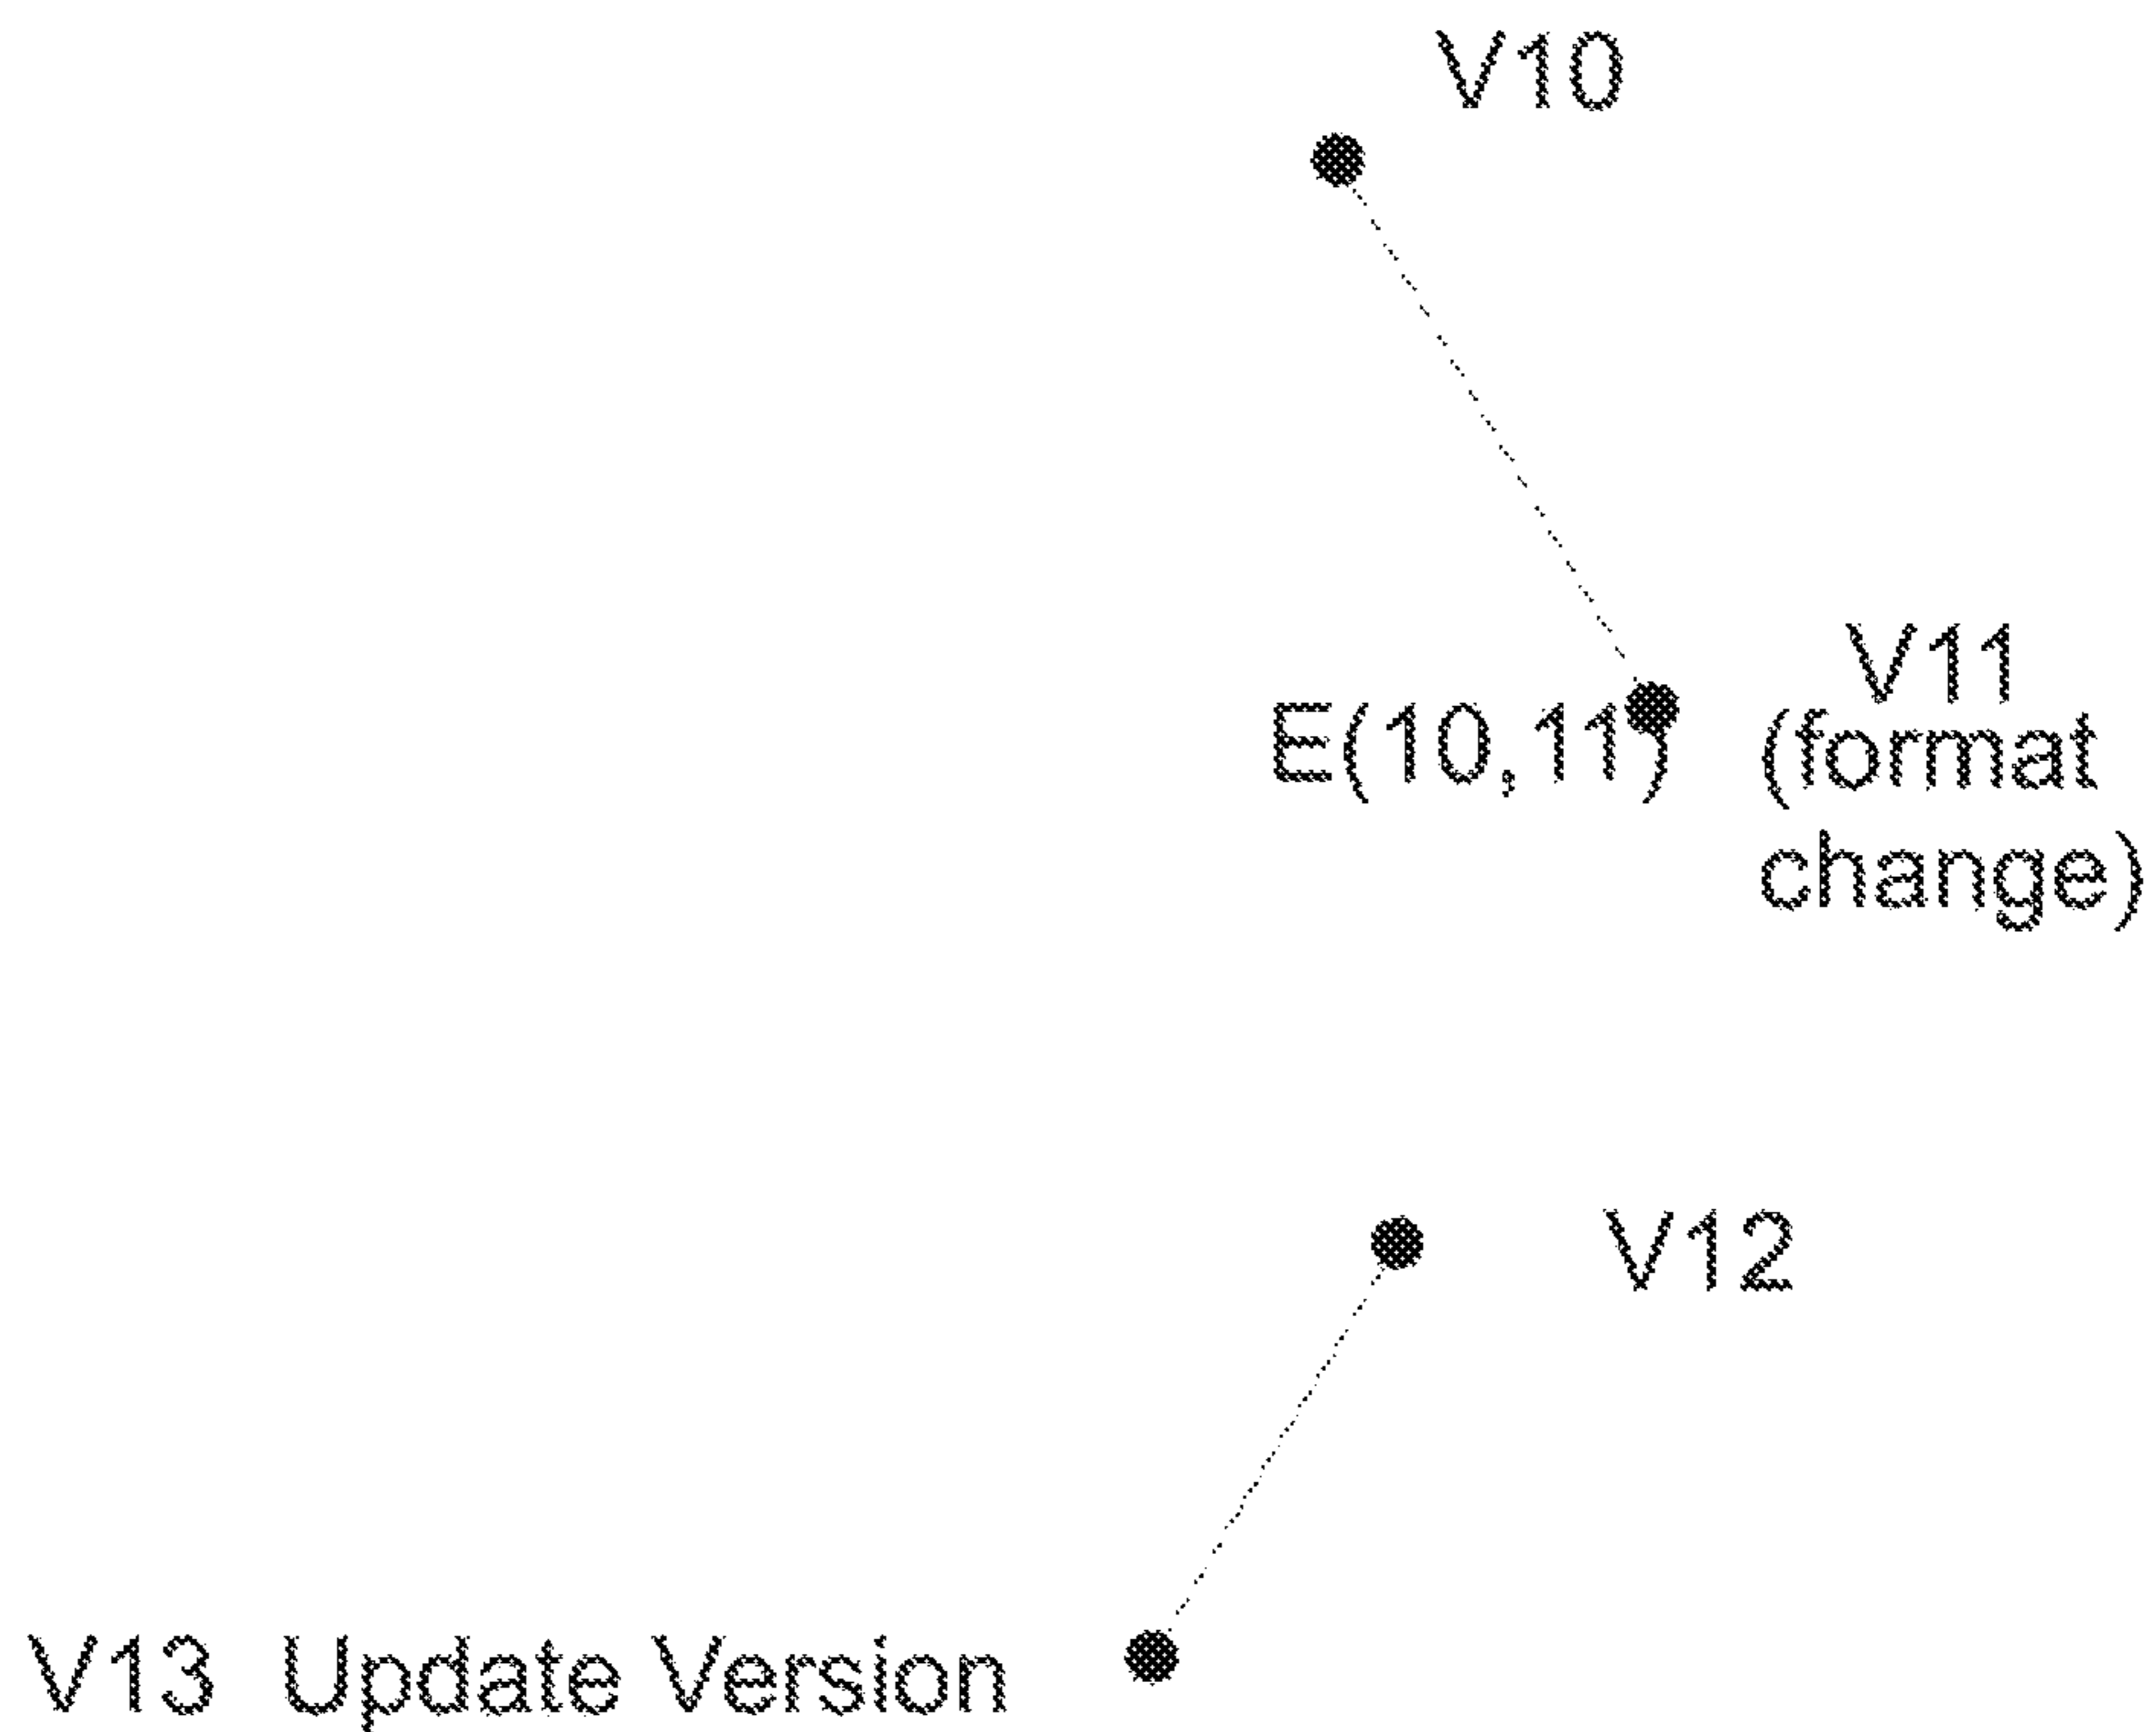 V10
V11
E(10,11) (format
change)
V12
V13 Update Version